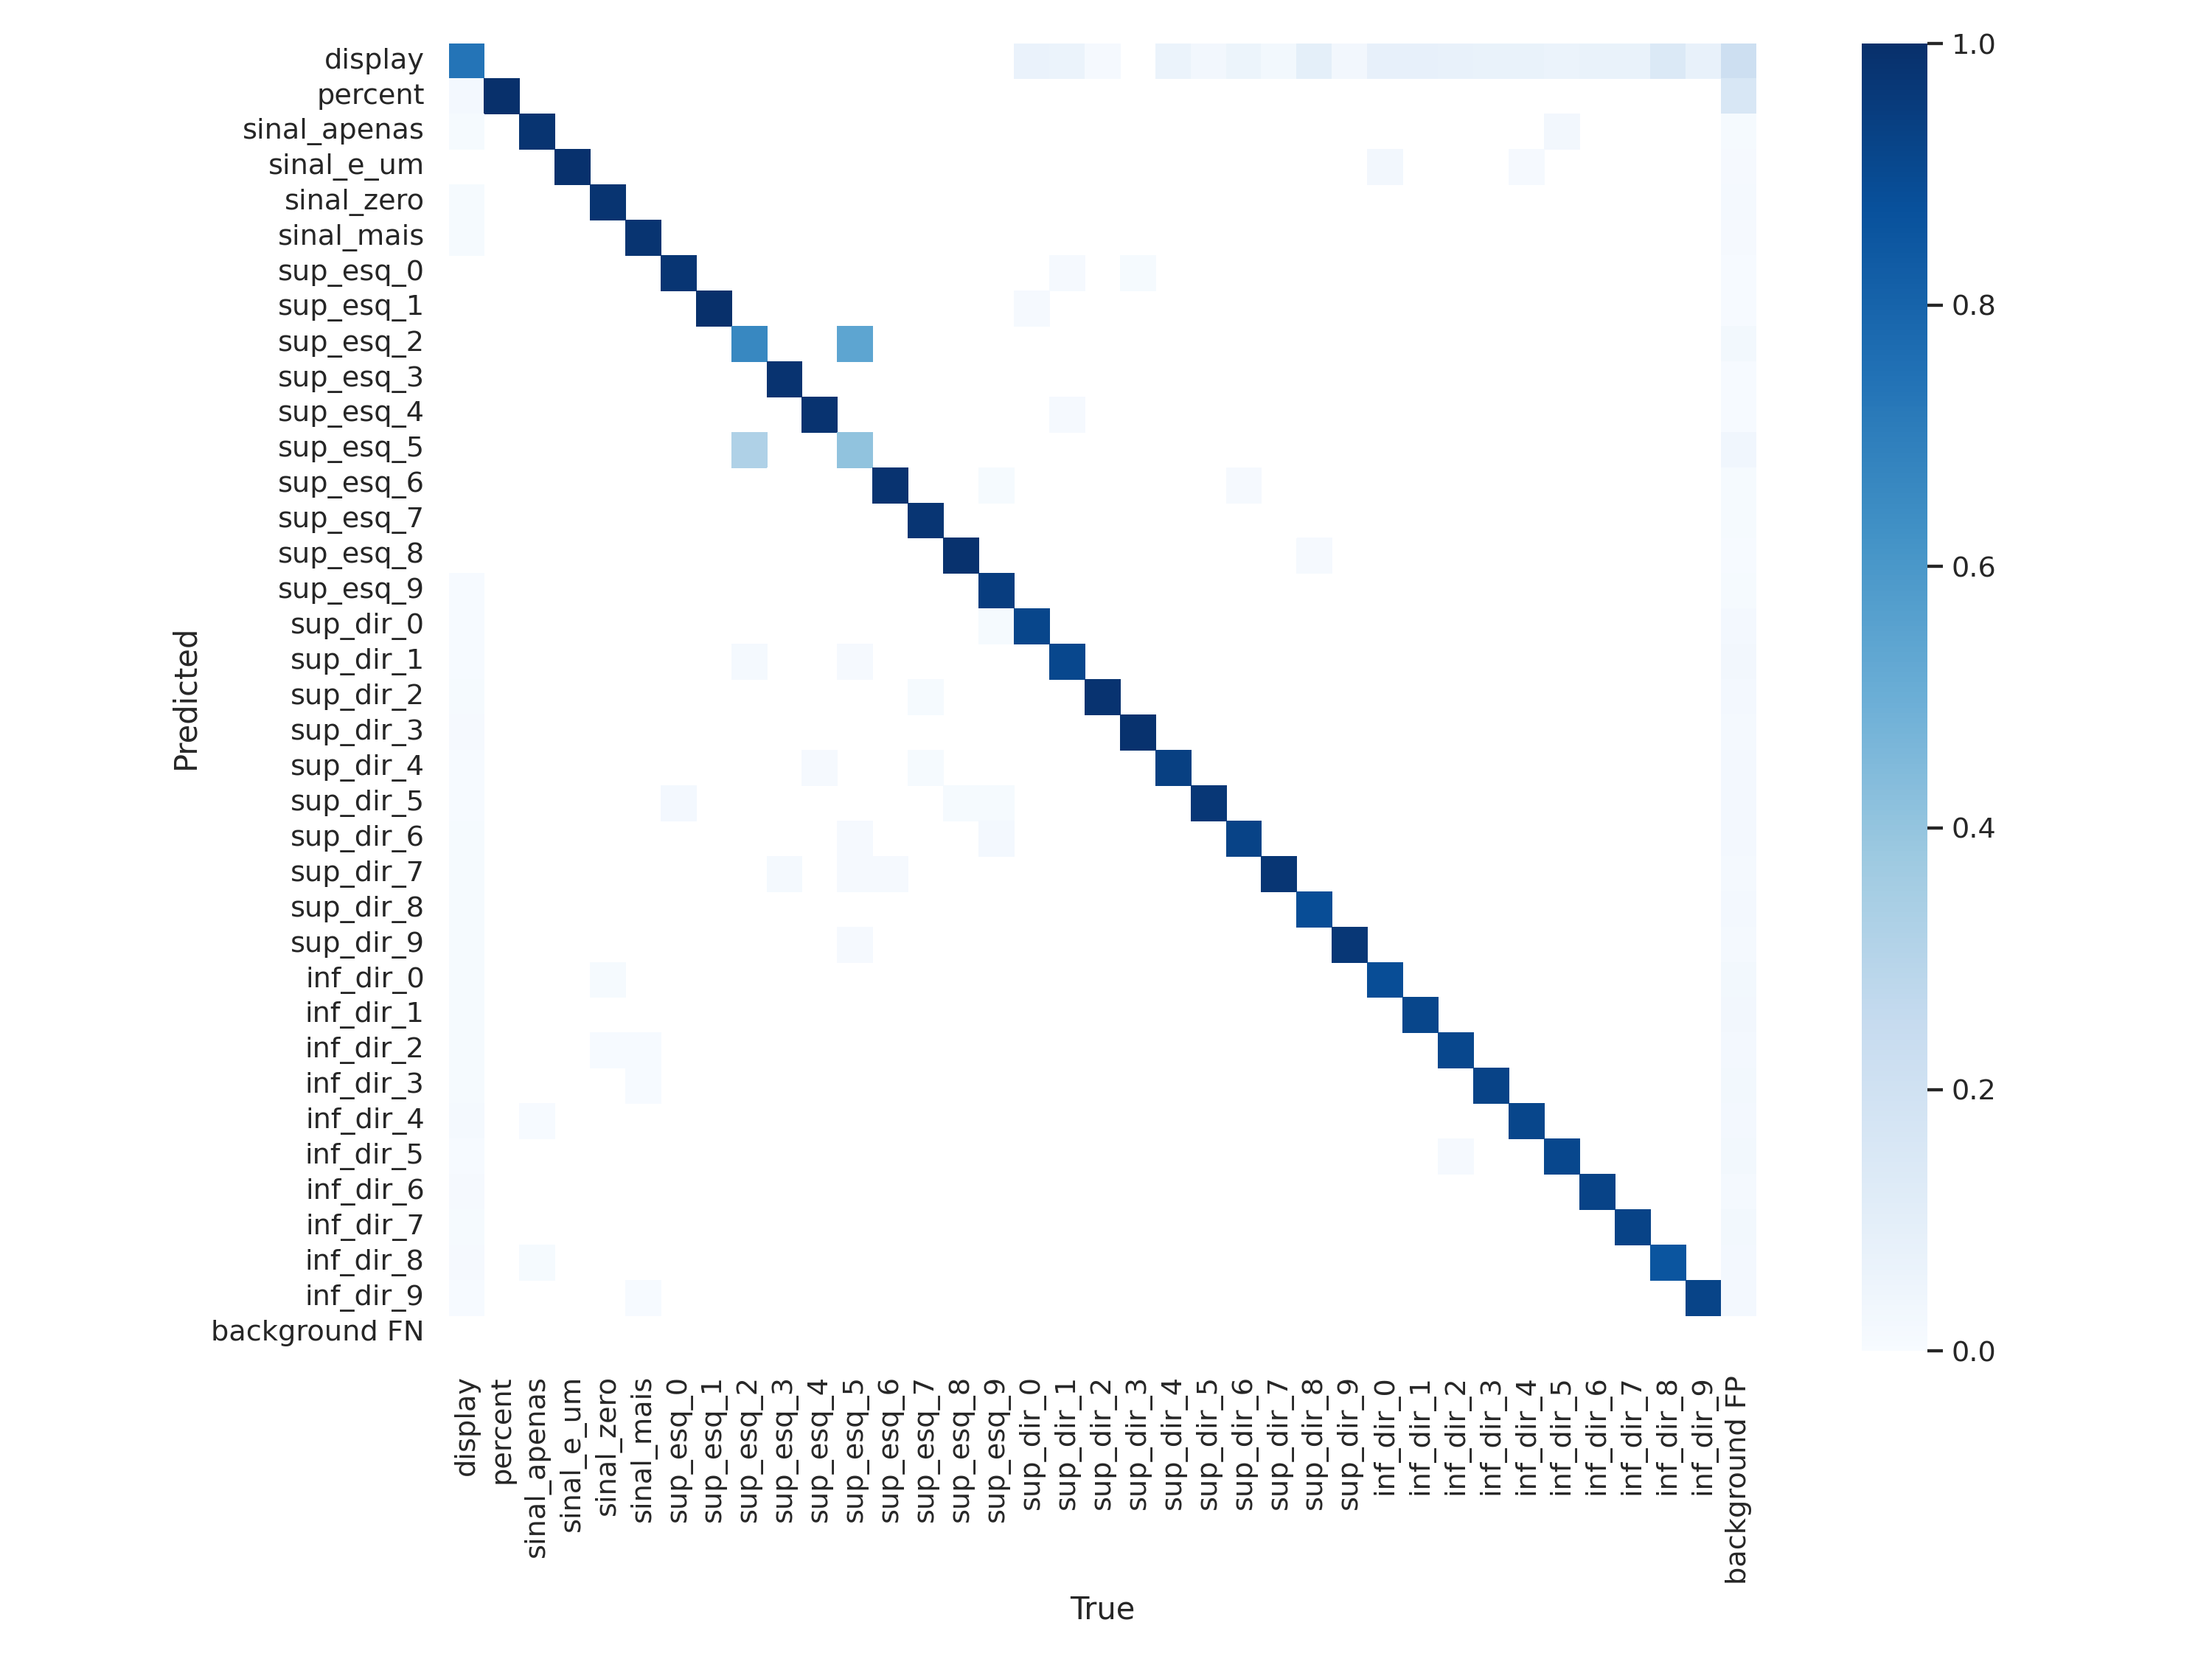 display
percent
sinal_apenas
sinal_e_um
sinal_zero
sinal_mais
sup_esq_0
sup_esq_1
sup_esq_2
sup_esq_3
sup_esq_4
sup_esq_5
sup_esq_6
sup_esq_7
sup_esq_8
sup_esq_9
sup_dir_0
sup_dir_1
sup_dir_2
sup_dir_3
sup_dir_4
sup_dir_5
sup_dir_6
sup_dir_7
sup_dir_8
sup_dir_9
inf_dir_0
inf_dir_1
inf_dir_2
inf_dir_3
inf_dir_4
inf_dir_5
inf_dir_6
inf_dir_7
inf_dir_8
inf_dir_9
background FN
Predicted
display
percent
sinal_apenas
sinal_e_um
sinal_zero
sinal_mais
sup_esq_0
sup_esq_1
sup_esq_2
sup_esq_3
sup_esq_4
sup_esq_5
sup_esq_6
sup_esq_7
sup_esq_8
sup_esq_9
sup_dir_0
sup_dir_1
sup_dir_2
sup_dir_3
sup_dir_4
sup_dir_5
sup_dir_6
sup_dir_7
sup_dir_8
sup_dir_9
inf_dir_0
inf_dir_1
inf_dir_2
inf_dir_3
inf_dir_4
inf_dir_5
inf_dir_6
inf_dir_7
inf_dir_8
inf_dir_9
background FP
True
1.0
0.8
0.6
0.4
0.2
0.0